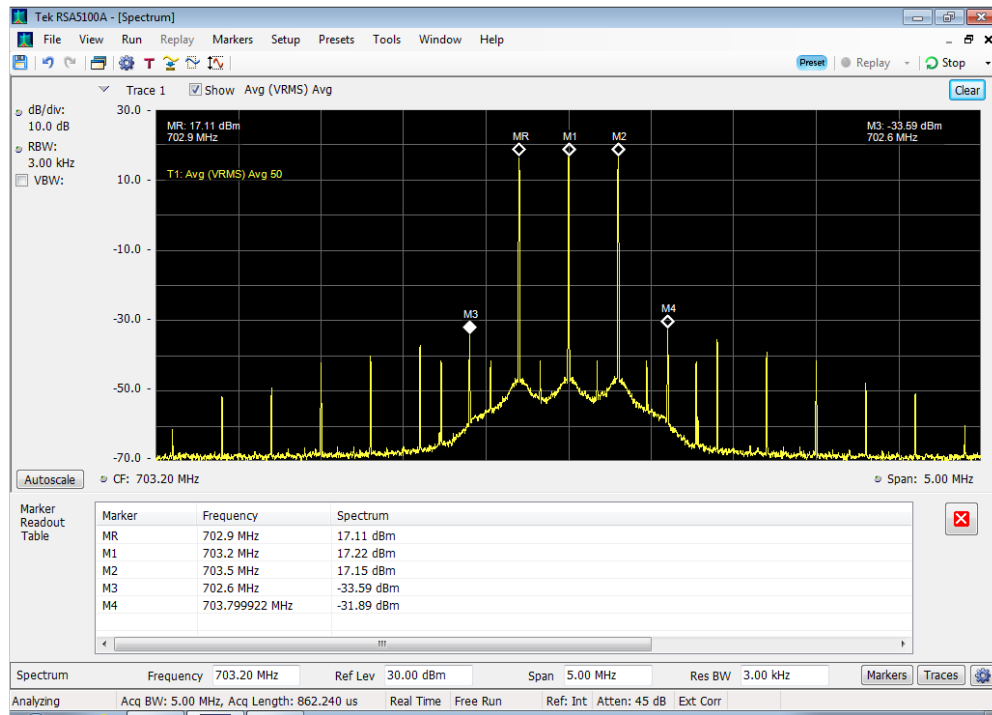 Tek RSA5100A - [Spectrum]
File View Run Replay Markers Setup Presets Tools Window Help
T Preset Replay Stop
Trace 1 Show Avg (VRMS) Avg Clear
dB/div:
10.0 dB
RBW:
3.00 kHz
VBW:
30.0
10.0
-10.0
-30.0
-50.0
-70.0
MR: 17.11 dBm
702.9 MHz
M3: -33.59 dBm
702.6 MHz
T1: Avg (VRMS) Avg 50
MR M1 M2
M3 M4
Autoscale CF: 703.20 MHz Span: 5.00 MHz
Marker
Readout
Table
Marker Frequency Spectrum
MR 702.9 MHz 17.11 dBm
M1 703.2 MHz 17.22 dBm
M2 703.5 MHz 17.15 dBm
M3 702.6 MHz -33.59 dBm
M4 703.799922 MHz -31.89 dBm
Spectrum Frequency 703.20 MHz Ref Lev 30.00 dBm Span 5.00 MHz Res BW 3.00 kHz Markers Traces
Analyzing Acq BW: 5.00 MHz, Acq Length: 862.240 us Real Time Free Run Ref: Int Atten: 45 dB Ext Corr